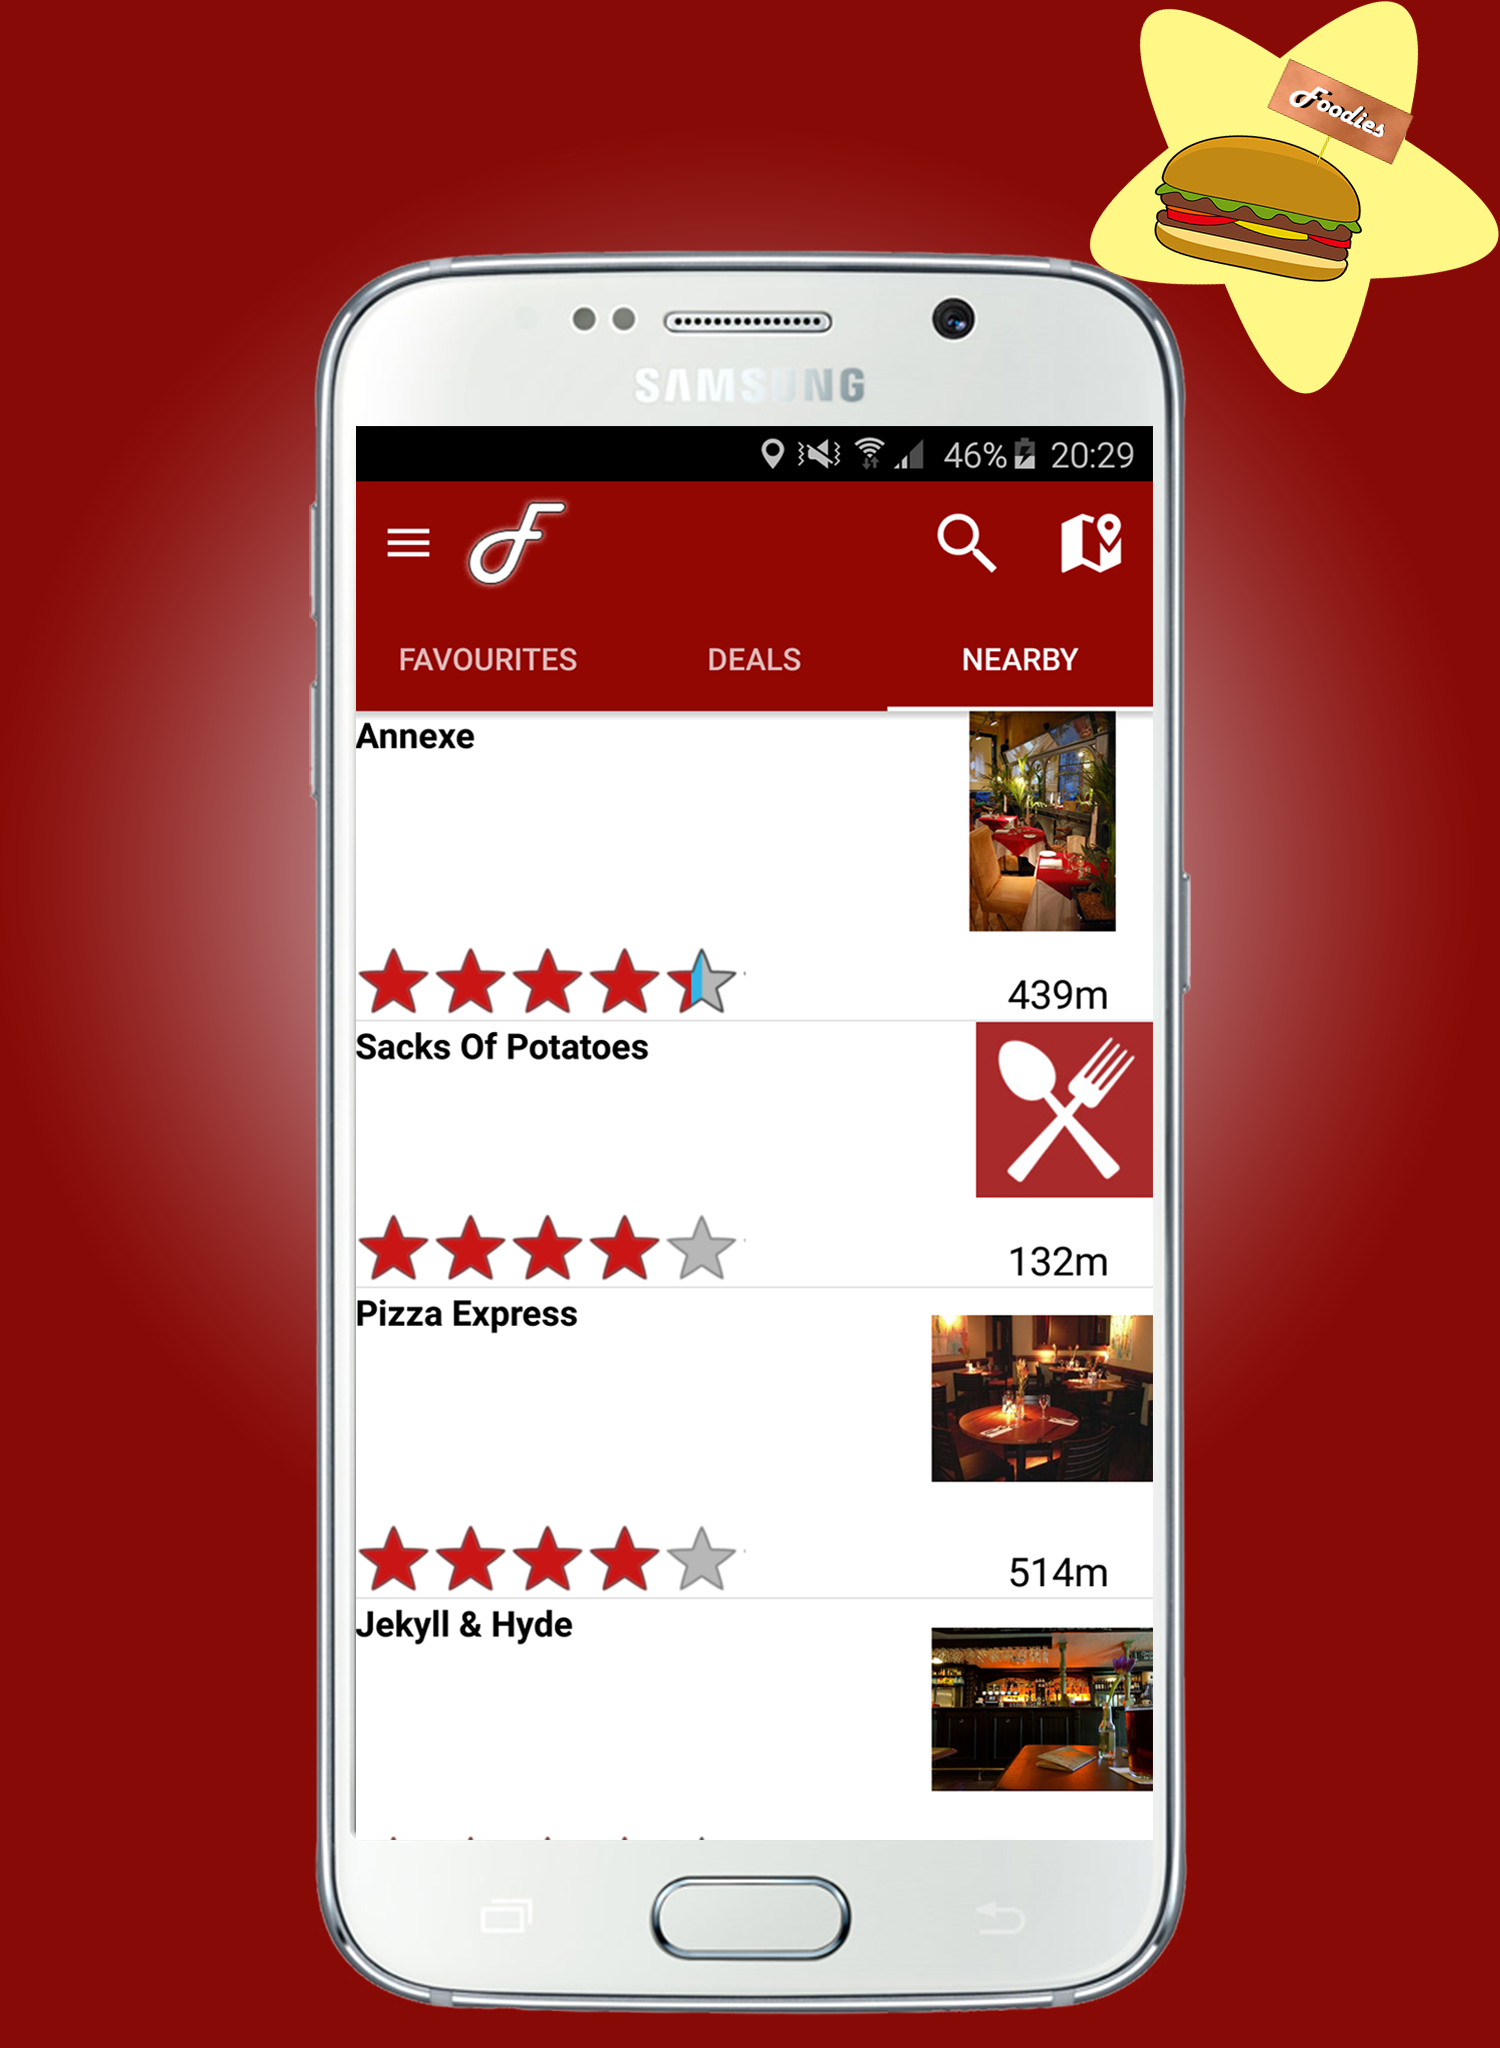 Foodies
SAMSUNG
46% 20:29
F
FAVOURITES DEALS NEARBY
Annexe
439m
Sacks Of Potatoes
132m
Pizza Express
514m
Jekyll & Hyde